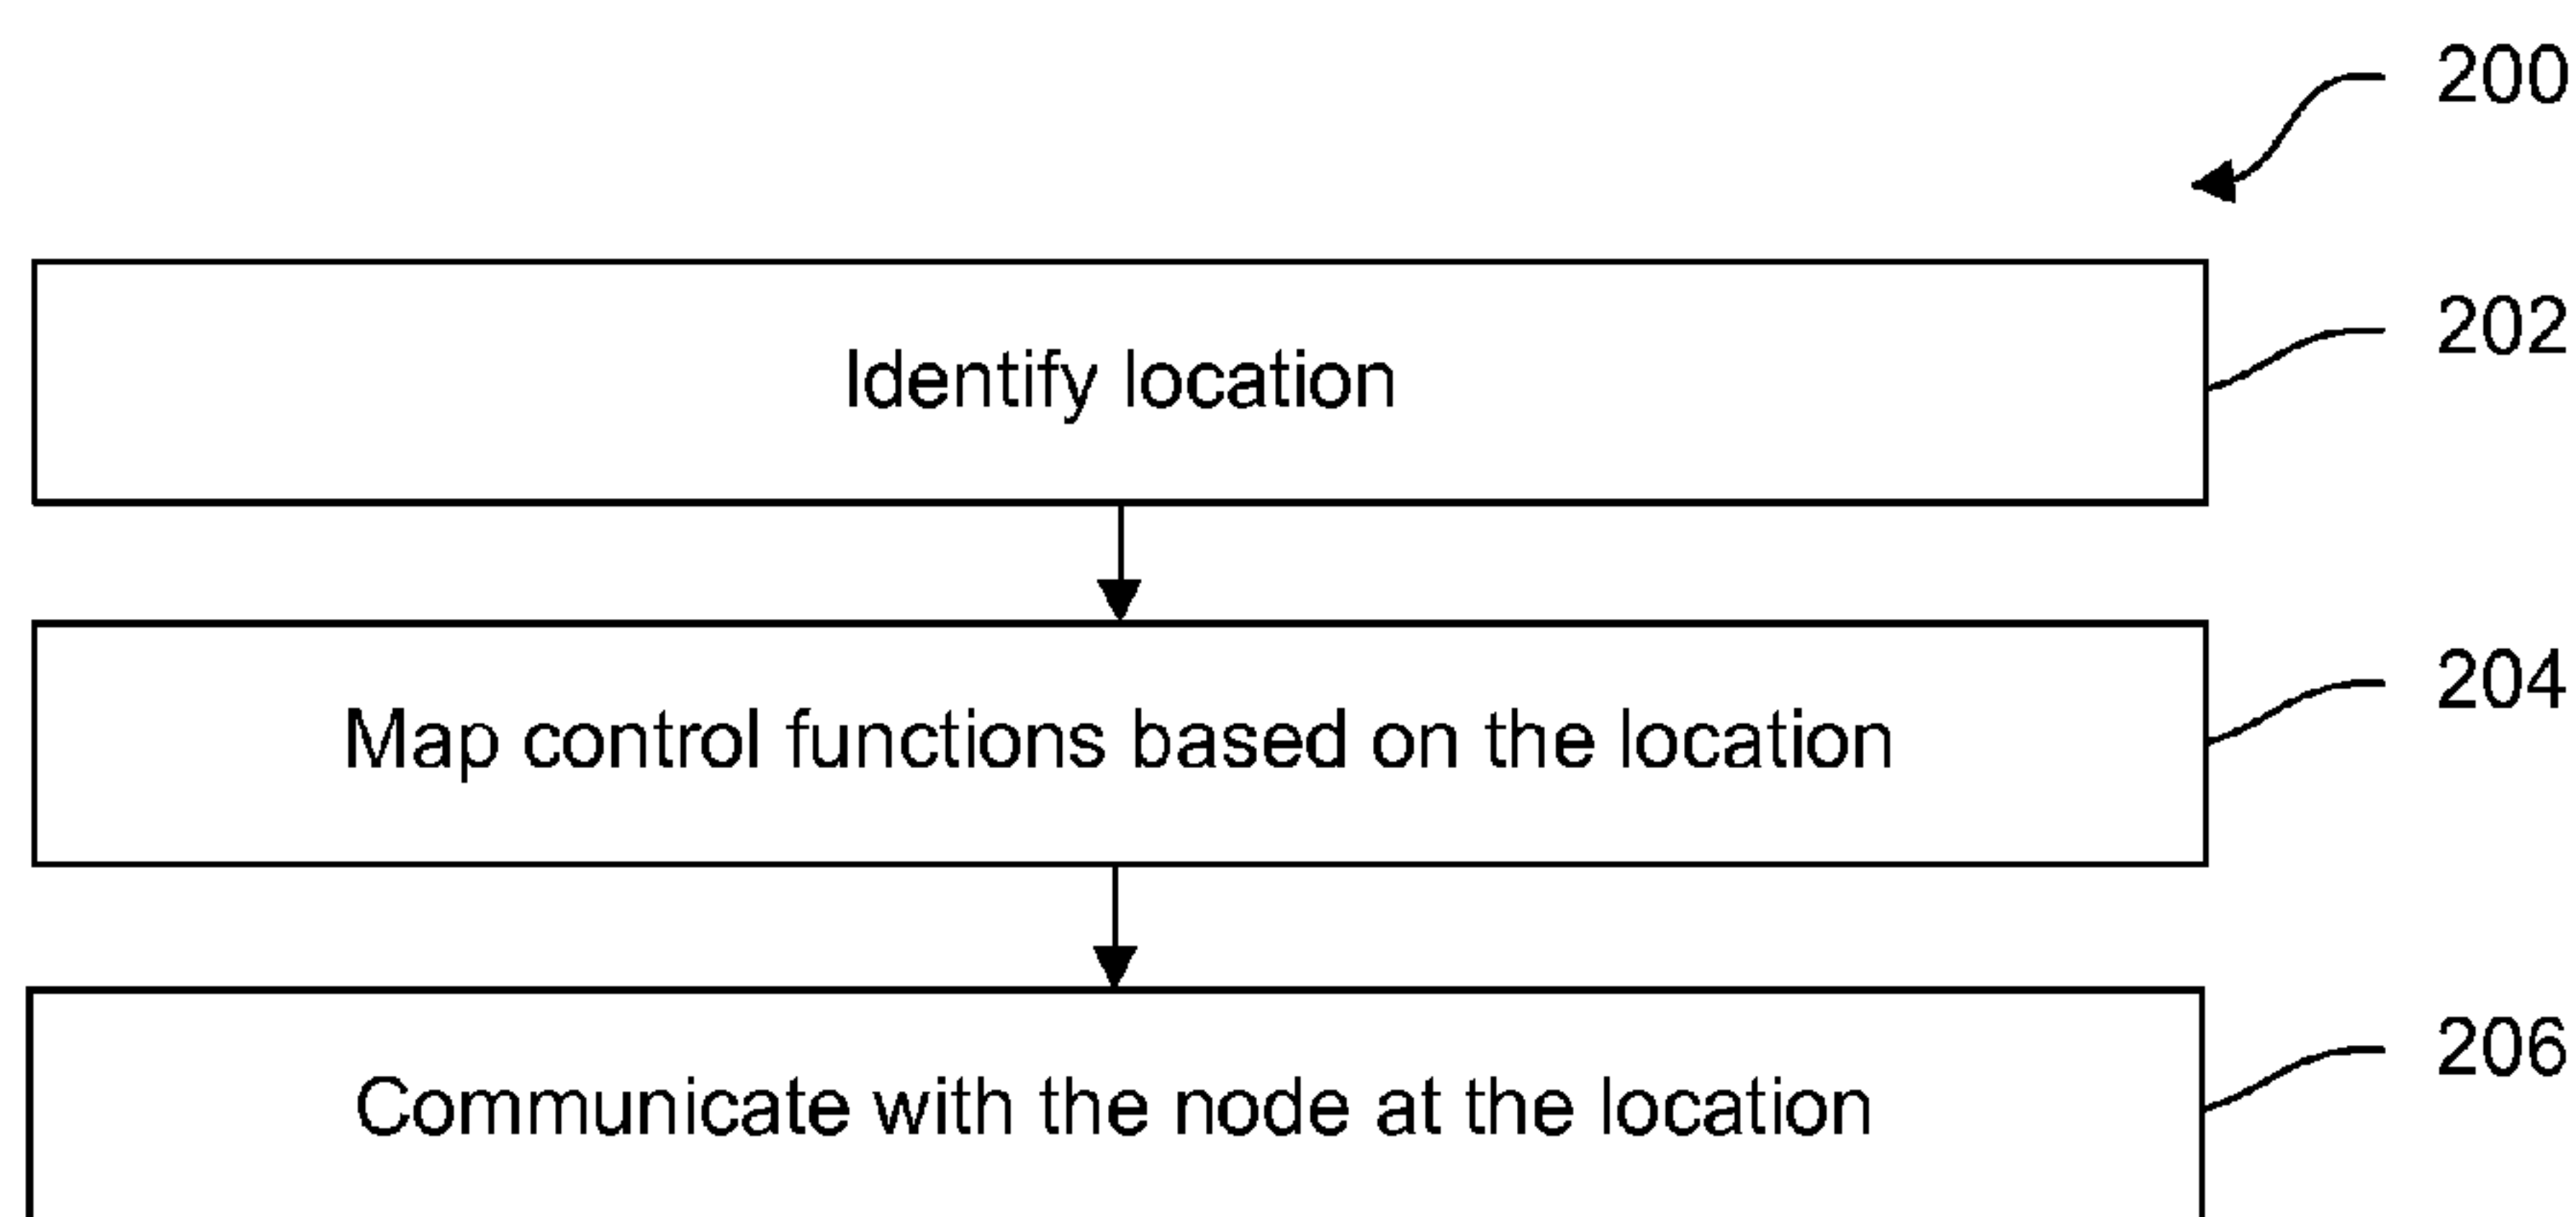 200
Identify location
202
Map control functions based on the location
204
Communicate with the node at the location
206